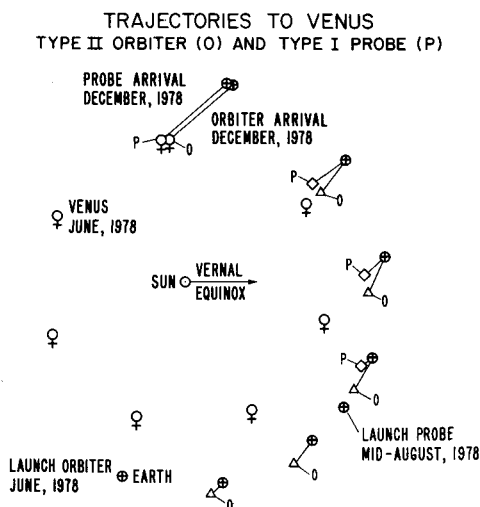 TRAJECTORIES TO VENUS
TYPE II ORBITER (O) AND TYPE I PROBE (P)
PROBE ARRIVAL
DECEMBER, 1978
ORBITER ARRIVAL
DECEMBER, 1978
P
O
P
O
VENUS
JUNE, 1978
P
O
SUN
VERNAL
EQUINOX
P
O
LAUNCH PROBE
MID-AUGUST, 1978
LAUNCH ORBITER
JUNE, 1978
EARTH
O
O